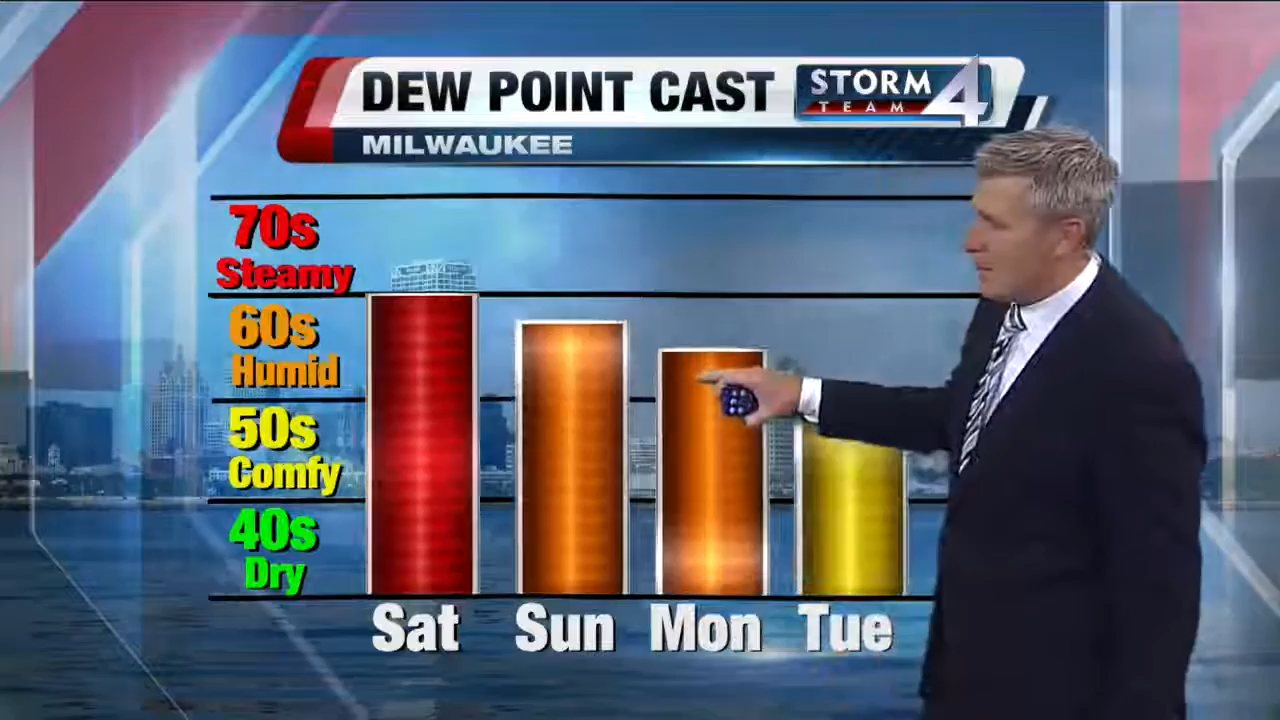 DEW POINT CAST
STORM 4
TEAM
MILWAUKEE
70s
Steamy
60s
Humid
50s
Comfy
40s
Dry
Sat Sun Mon Tue